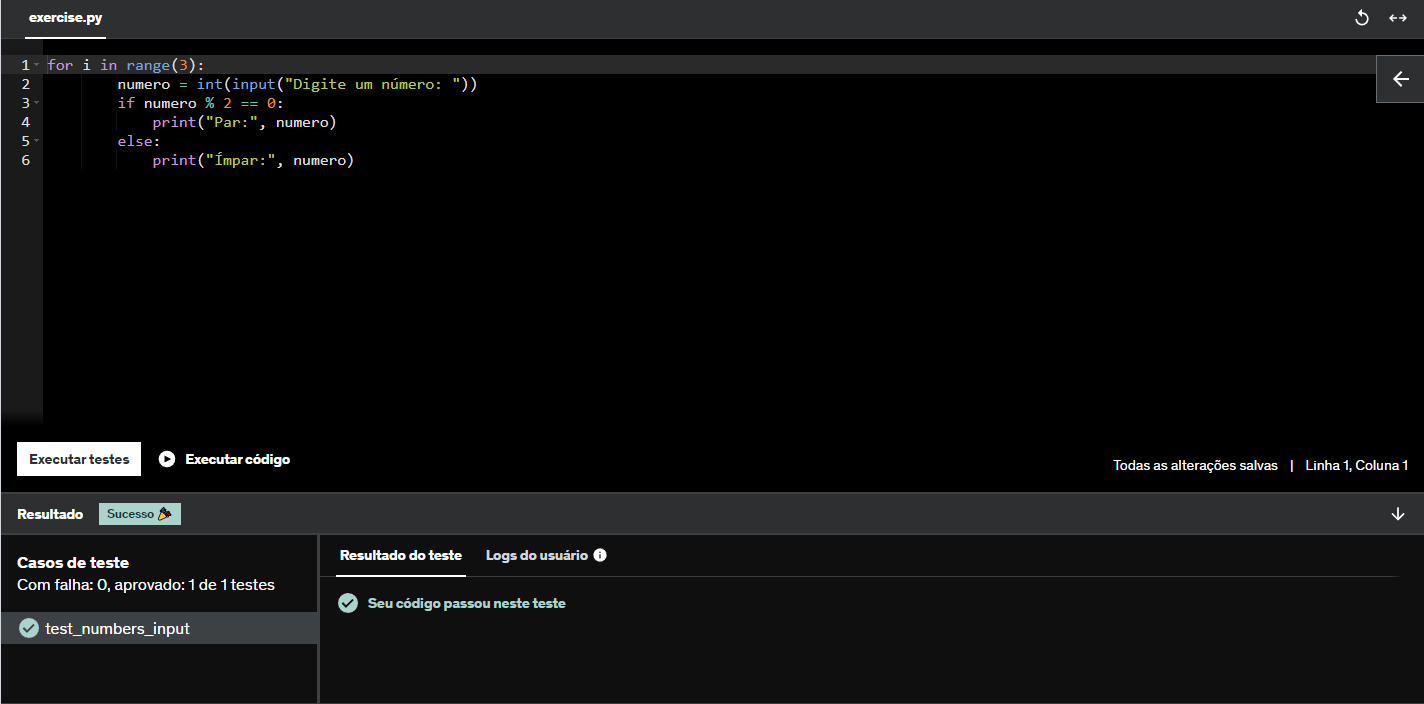 exercise.py
1 for i in range(3):
2         numero = int(input("Digite um número: "))
3         if numero % 2 == 0:
4             print("Par:", numero)
5         else:
6             print("Ímpar:", numero)
Executar testes Executar código Todas as alterações salvas | Linha 1, Coluna 1
Resultado Sucesso 🎉
Casos de teste
Com falha: 0, aprovado: 1 de 1 testes
test_numbers_input
Resultado do teste Logs do usuário
Seu código passou neste teste